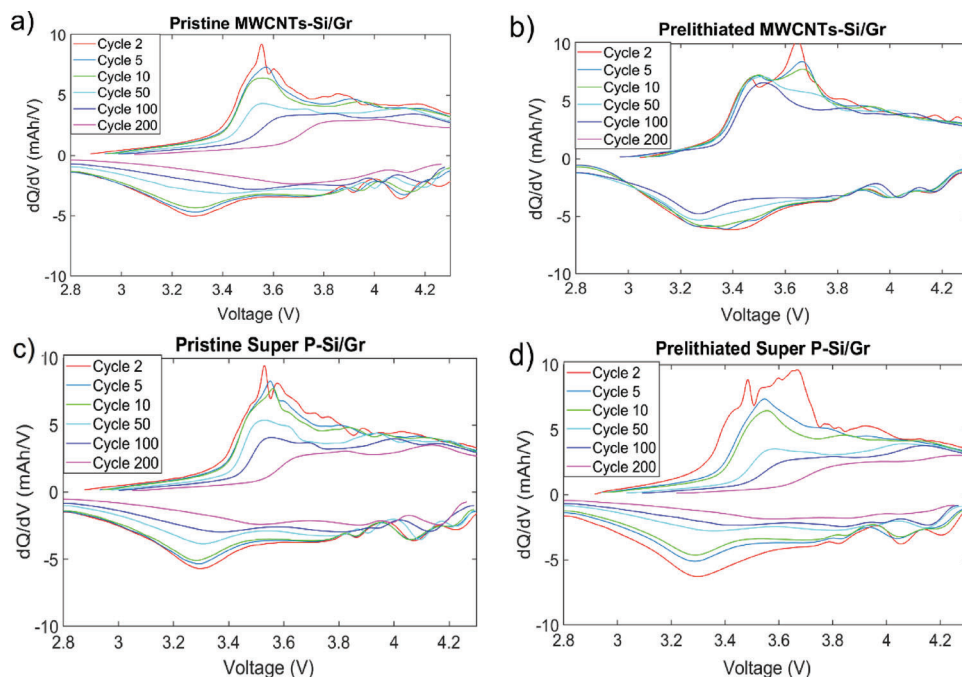 a)
Pristine MWCNTs-Si/Gr
Cycle 2
Cycle 5
Cycle 10
Cycle 50
Cycle 100
Cycle 200
10
5
0
-5
-10
dQ/dV (mAh/V)
2.8 3 3.2 3.4 3.6 3.8 4 4.2
Voltage (V)
b)
Prelithiated MWCNTs-Si/Gr
Cycle 2
Cycle 5
Cycle 10
Cycle 50
Cycle 100
Cycle 200
10
5
0
-5
-10
dQ/dV (mAh/V)
2.8 3 3.2 3.4 3.6 3.8 4 4.2
Voltage (V)
c)
Pristine Super P-Si/Gr
Cycle 2
Cycle 5
Cycle 10
Cycle 50
Cycle 100
Cycle 200
10
5
0
-5
-10
dQ/dV (mAh/V)
2.8 3 3.2 3.4 3.6 3.8 4 4.2
Voltage (V)
d)
Prelithiated Super P-Si/Gr
Cycle 2
Cycle 5
Cycle 10
Cycle 50
Cycle 100
Cycle 200
10
5
0
-5
-10
dQ/dV (mAh/V)
2.8 3 3.2 3.4 3.6 3.8 4 4.2
Voltage (V)